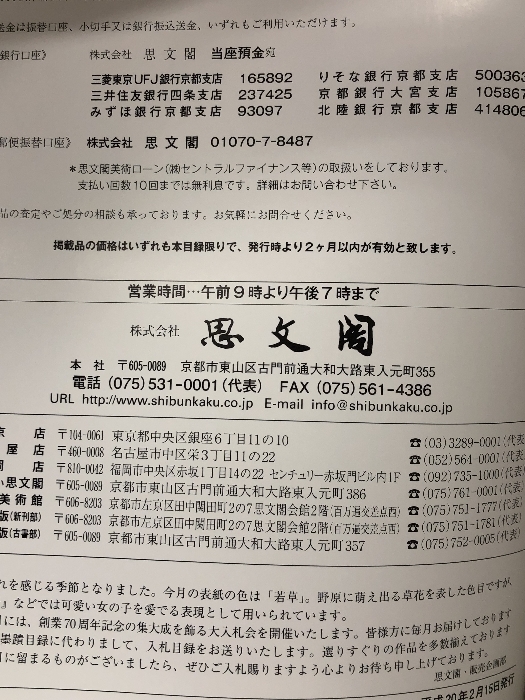 送金は振替口座、小切手又は銀行振込送金、いずれもご利用いただけます。
銀行口座》 株式会社 思文閣 当座預金宛
三菱東京UFJ銀行京都支店 165892 りそな銀行京都支店 500363
三井住友銀行四条支店 237425 京都銀行大宮支店 105867
みずほ銀行京都支店 93097 北陸銀行京都支店 414806
郵便振替口座》 株式会社 思文閣 01070-7-8487
*思文閣美術ローン(㈱セントラルファイナンス等)の取扱いをしております。
支払い回数10回までは無利息です。詳細はお問い合わせ下さい。
品の査定やご処分の相談も承っております。お気軽にお問合せください。
掲載品の価格はいずれも本目録限りで、発行時より2ヶ月以内が有効と致します。
営業時間…午前9時より午後7時まで
株式会社 思文閣
本社 〒605-0089 京都市東山区古門前通大和大路東入元町355
電話 (075)531-0001(代表) FAX (075)561-4386
URL http://www.shibunkaku.co.jp E-mail info@shibunkaku.co.jp
京店 〒104-0061 東京都中央区銀座6丁目11の10 ☎(03)3289-0001(代表
屋店 〒460-0008 名古屋市中区栄3丁目11の22 ☎(052)564-0001(代表
岡店 〒810-0042 福岡市中央区赤坂1丁目14の22 センチュリー赤坂門ビル内1F ☎(092)735-1000(代表
い思文閣 〒605-0089 京都市東山区古門前通大和大路東入元町386 ☎(075)761-0001(代表
美術館 〒606-8203 京都市左京区田中関田町2の7思文閣会館2階(百万遍交差点西) ☎(075)751-1777(代表
版(新刊部) 〒606-8203 京都市左京区田中関田町2の7思文閣会館2階(百万遍交差点西) ☎(075)751-1781(代表
版(古書部) 〒605-0089 京都市東山区古門前通大和大路東入元町357 ☎(075)752-0005(代表
れを感じる季節となりました。今月の表紙の色は「若草」。野原に萌え出る草花を表した色目ですが
』などでは可愛い女の子を愛でる表現として用いられています。
には、創業70周年記念の集大成を飾る大入札会を開催いたします。皆様方に毎月お届けしております
墨蹟目録に代わりまして、入札目録をお送りいたします。選りすぐりの作品を多数揃えております
に留まるものがございましたら、ぜひご入札賜りますよう心よりお待ち申し上げております。
思文閣・販売企画部
平成20年2月15日発行